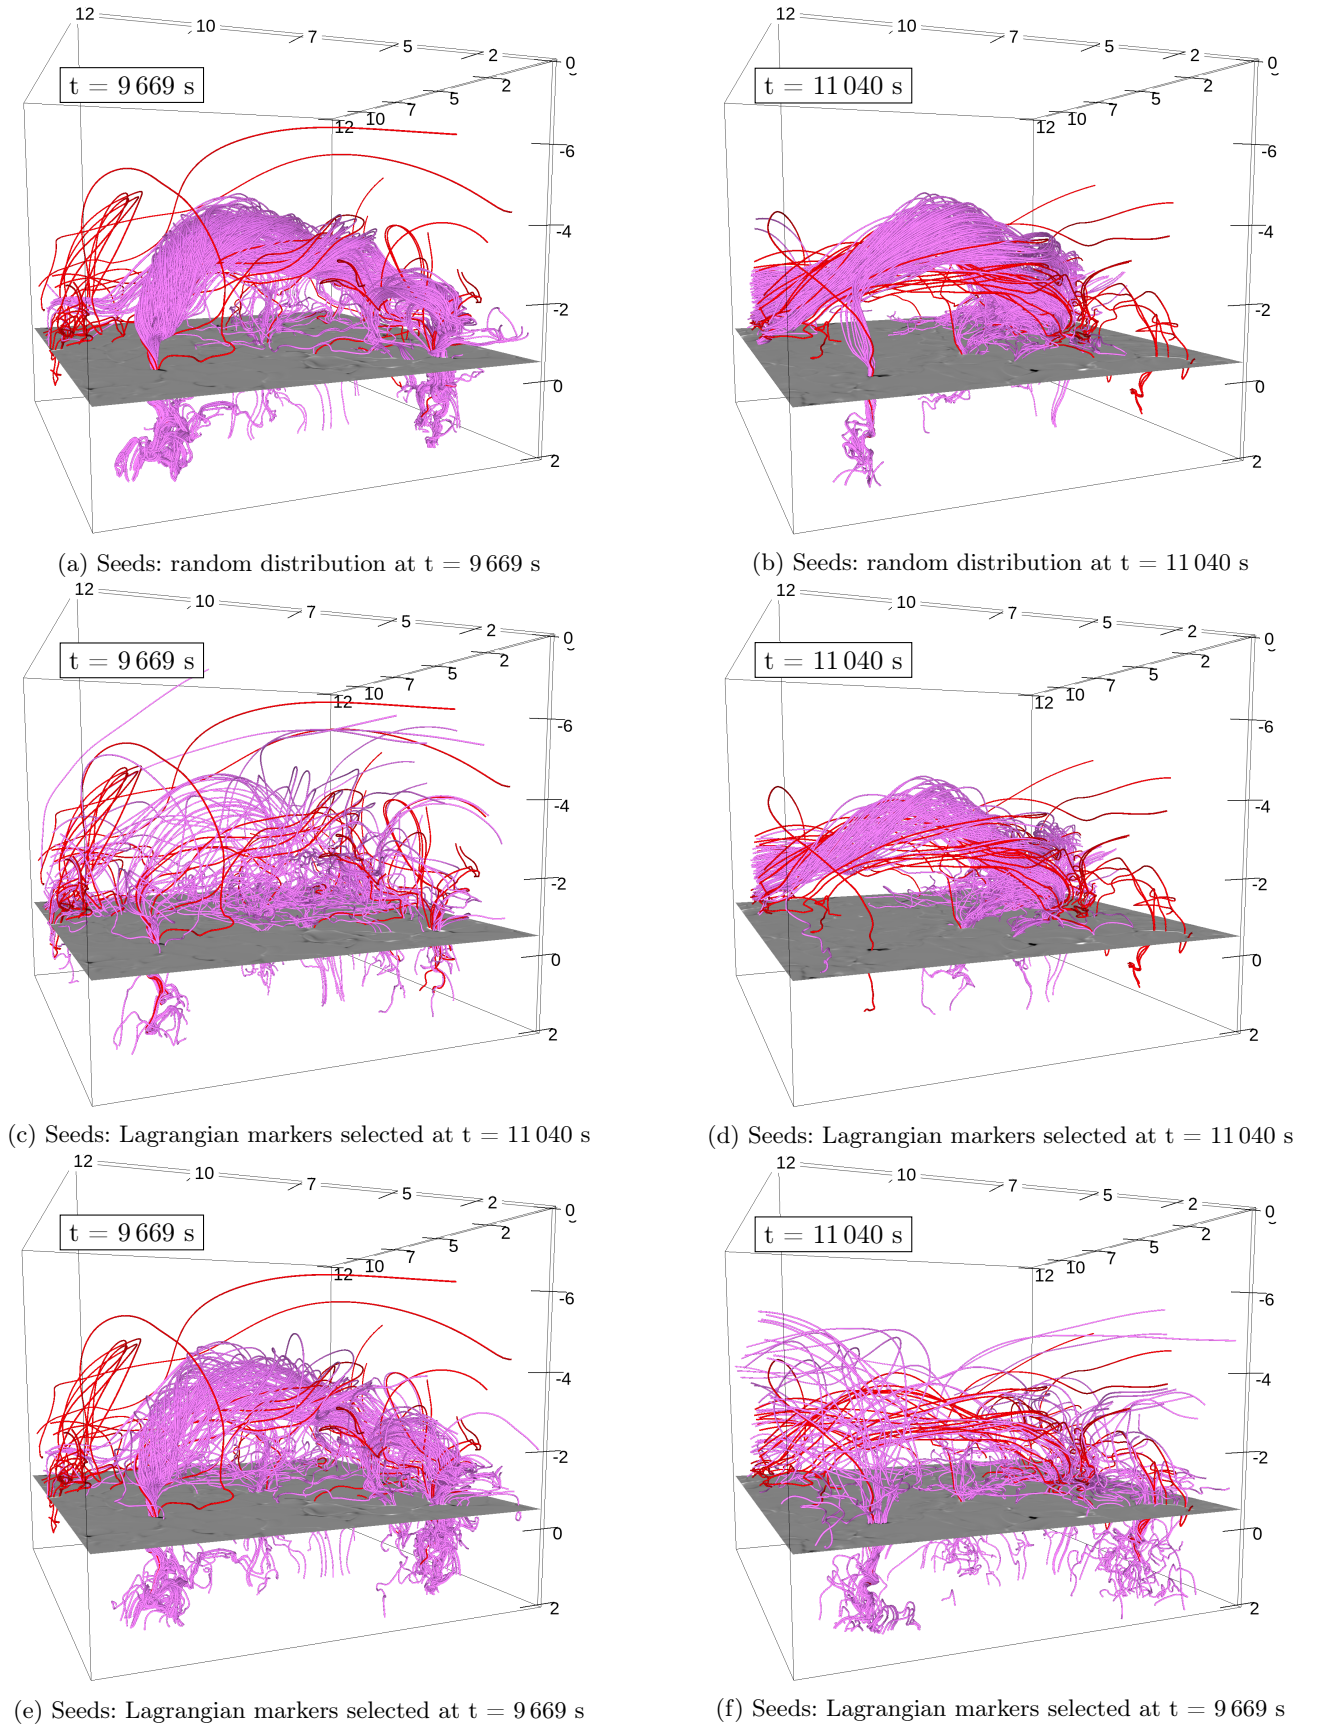 12 10 7 5 2 0
t = 9 669 s
2
5
7
10
12
-6
-4
-2
0
2
(a) Seeds: random distribution at t = 9 669 s
12 10 7 5 2 0
t = 11 040 s
2
5
7
10
12
-6
-4
-2
0
2
(b) Seeds: random distribution at t = 11 040 s
12 10 7 5 2 0
t = 9 669 s
2
7 5
12 10
-6
-4
-2
0
2
(c) Seeds: Lagrangian markers selected at t = 11 040 s
12 10 7 5 2 0
t = 11 040 s
2
7 5
12 10
-6
-4
-2
0
2
(d) Seeds: Lagrangian markers selected at t = 11 040 s
12 10 7 5 2 0
t = 9 669 s
2
7 5
12 10
-6
-4
-2
0
2
(e) Seeds: Lagrangian markers selected at t = 9 669 s
12 10 7 5 2 0
t = 11 040 s
2
7 5
12 10
-6
-4
-2
0
2
(f) Seeds: Lagrangian markers selected at t = 9 669 s